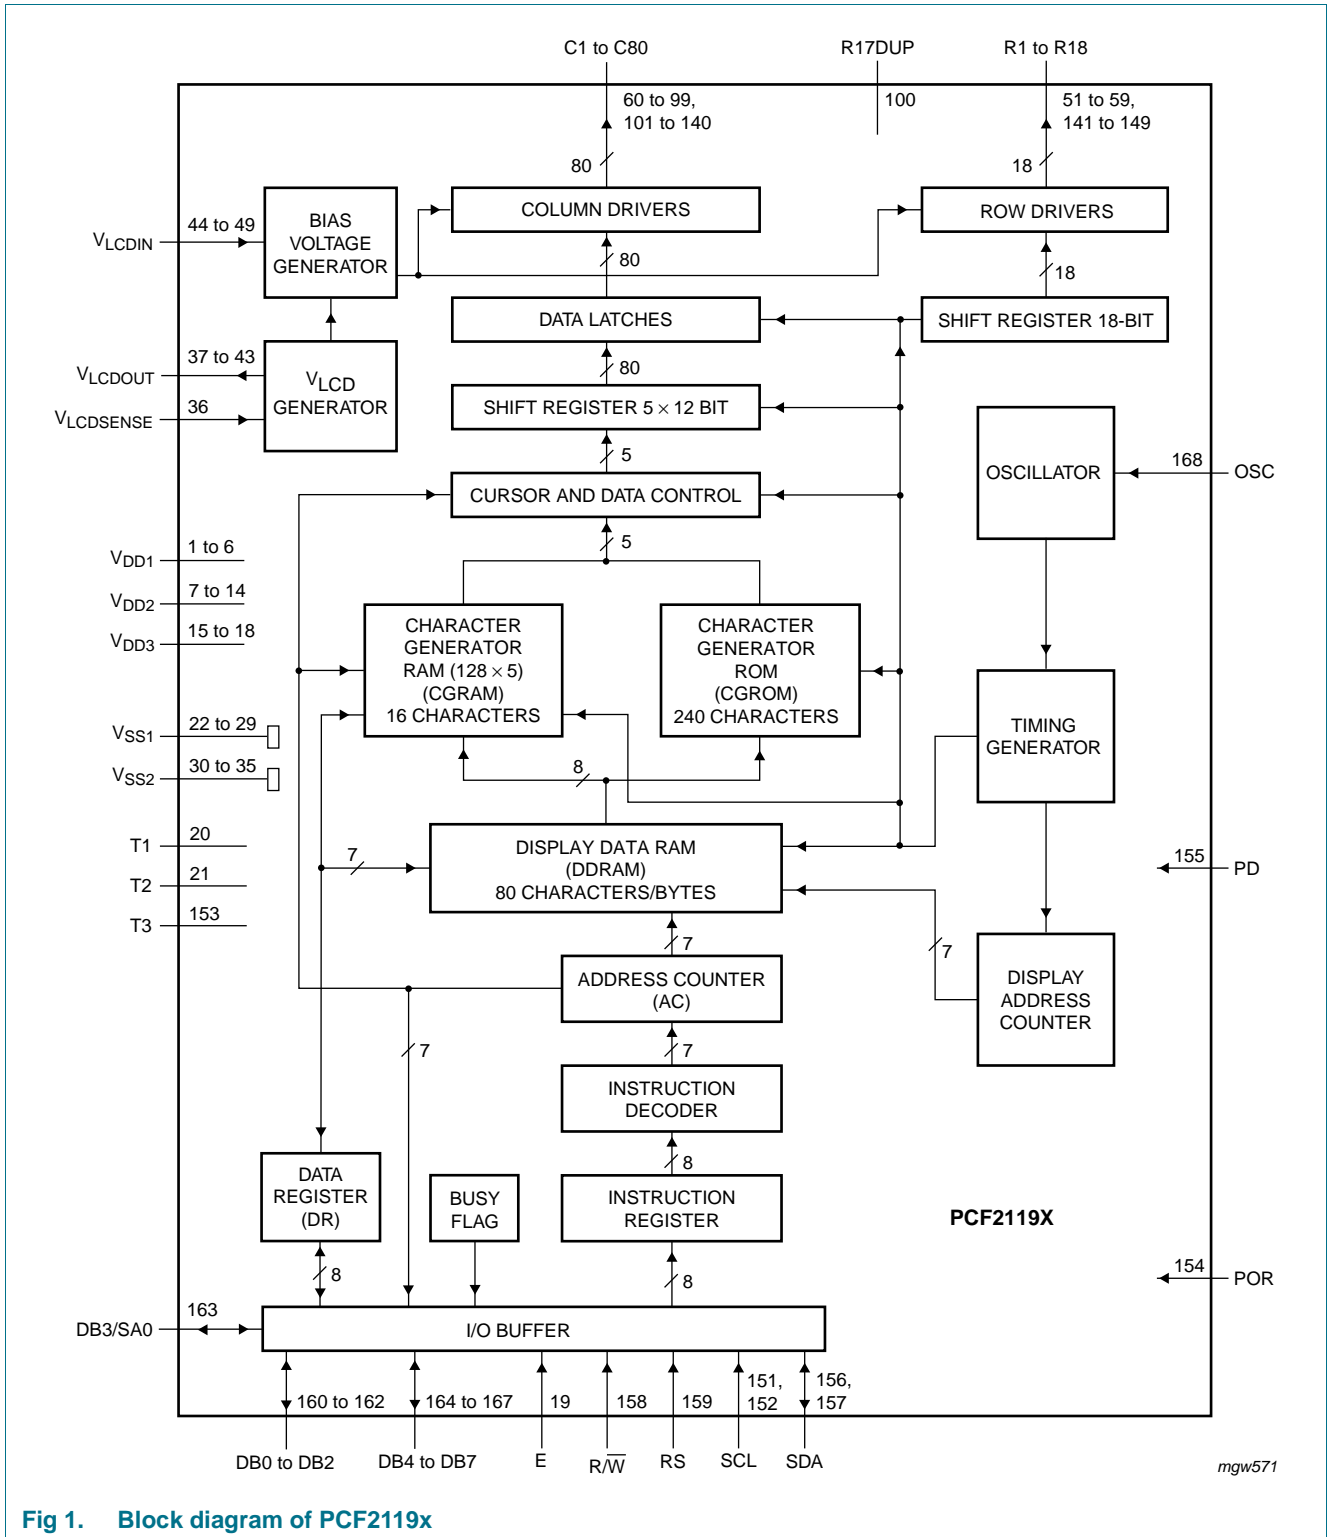 C1 to C80 R17DUP R1 to R18
60 to 99, 100 51 to 59,
101 to 140 141 to 149
80 18
COLUMN DRIVERS ROW DRIVERS
VLCDIN 44 to 49
BIAS
VOLTAGE
GENERATOR
80 18
DATA LATCHES SHIFT REGISTER 18-BIT
VLCDOUT 37 to 43
VLCDSENSE 36
VLCD
GENERATOR
80
SHIFT REGISTER 5 × 12 BIT
5
CURSOR AND DATA CONTROL
OSCILLATOR 168 OSC
5
VDD1 1 to 6
VDD2 7 to 14
VDD3 15 to 18
CHARACTER
GENERATOR
RAM (128 × 5)
(CGRAM)
16 CHARACTERS
CHARACTER
GENERATOR
ROM
(CGROM)
240 CHARACTERS
TIMING
GENERATOR
VSS1 22 to 29
VSS2 30 to 35
8
T1 20
T2 21
T3 153
7
DISPLAY DATA RAM
(DDRAM)
80 CHARACTERS/BYTES
155 PD
7
7
ADDRESS COUNTER
(AC)
DISPLAY
ADDRESS
COUNTER
7
7
INSTRUCTION
DECODER
8
DATA
REGISTER
(DR)
BUSY
FLAG
INSTRUCTION
REGISTER
PCF2119X
8
8
154 POR
DB3/SA0 163
I/O BUFFER
160 to 162 164 to 167 19 158 159 151, 156,
152 157
DB0 to DB2 DB4 to DB7 E R/W̅ RS SCL SDA
mgw571
Fig 1. Block diagram of PCF2119x